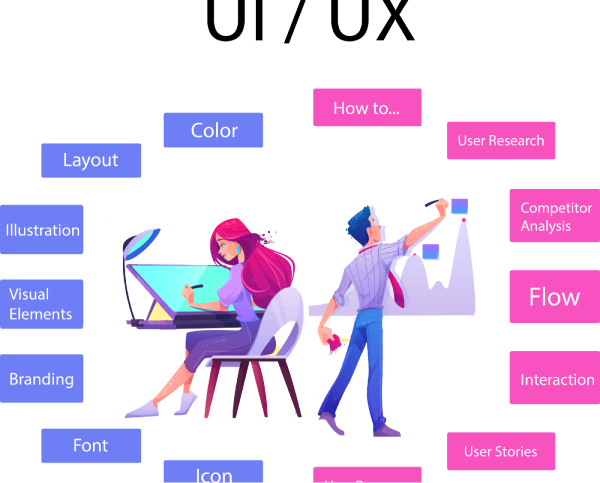 UI / UX
How to...
Color
User Research
Layout
Competitor
Analysis
Illustration
Flow
Visual
Elements
Interaction
Branding
User Stories
Font
Icon